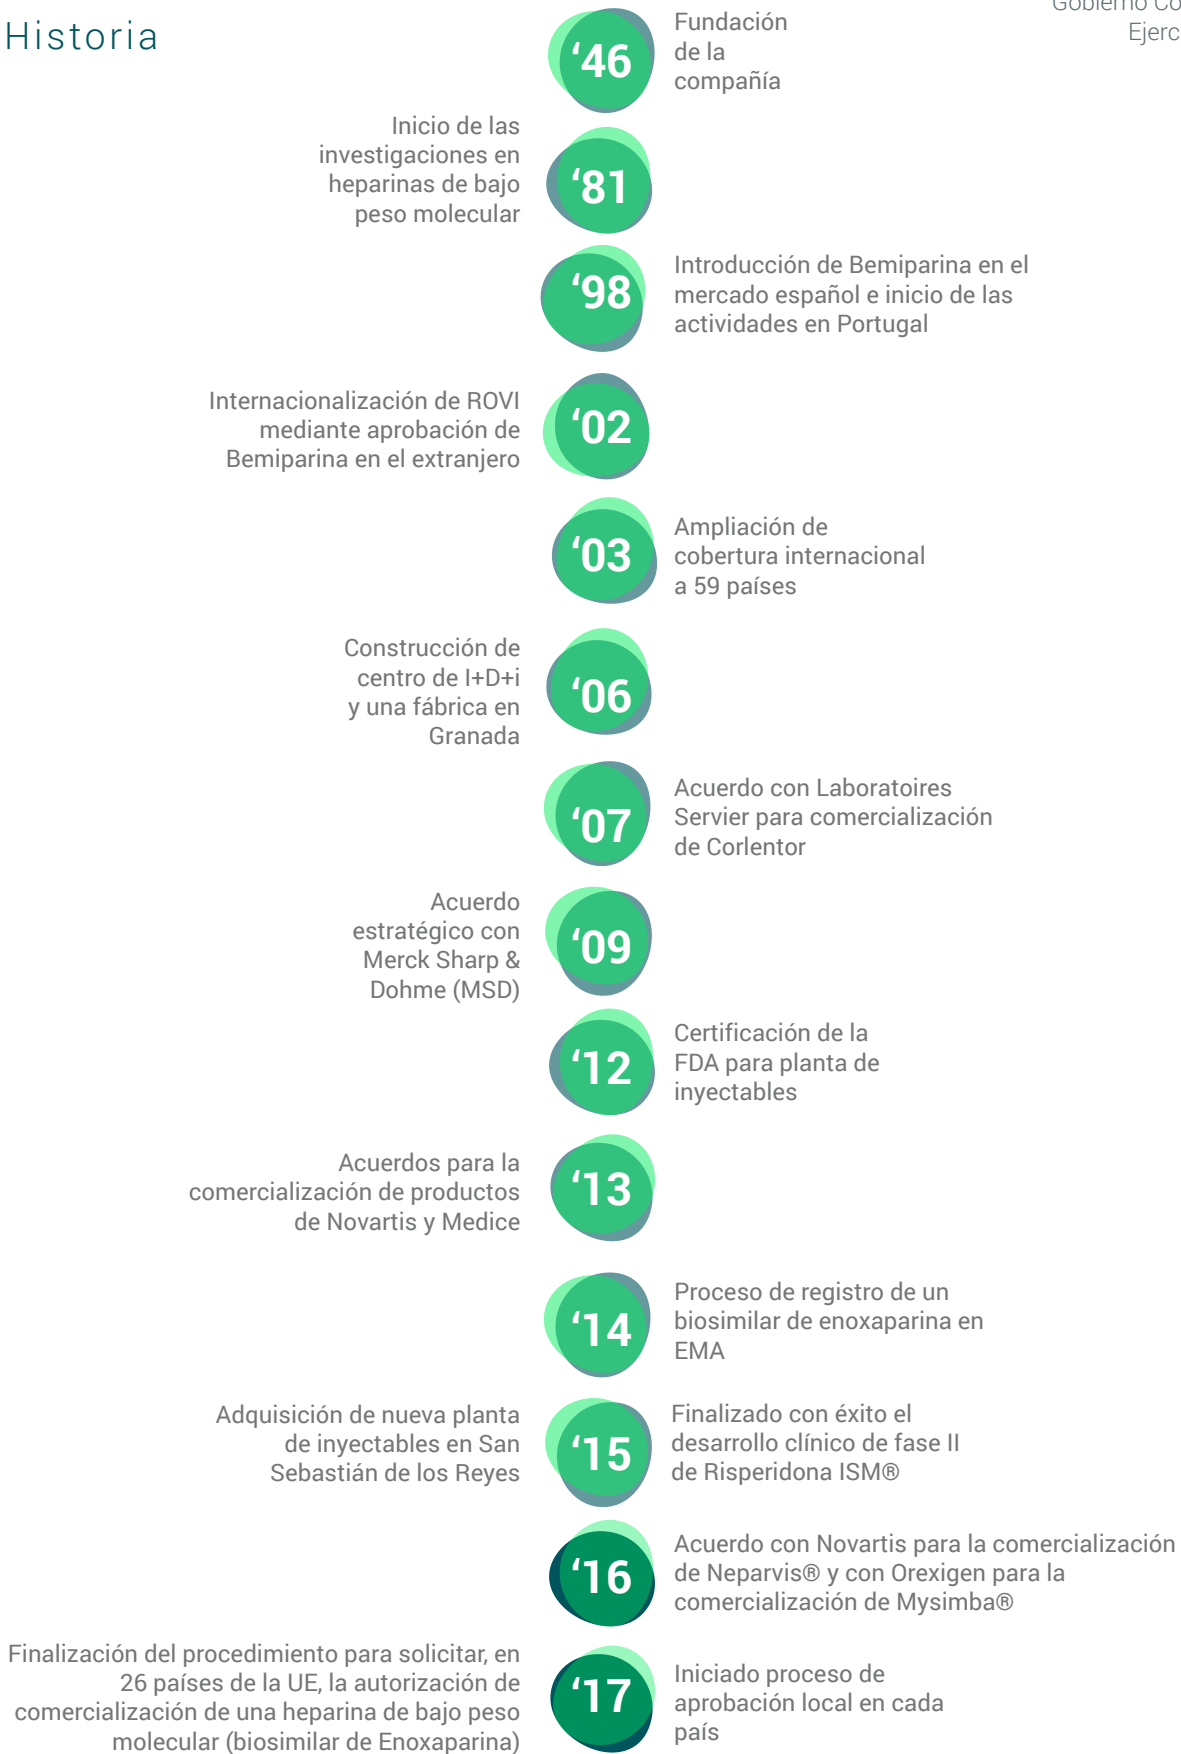 Gobierno Co
Ejerc
Historia
‘46
Fundación
de la
compañía
Inicio de las
investigaciones en
heparinas de bajo
peso molecular
‘81
‘98
Introducción de Bemiparina en el
mercado español e inicio de las
actividades en Portugal
Internacionalización de ROVI
mediante aprobación de
Bemiparina en el extranjero
‘02
‘03
Ampliación de
cobertura internacional
a 59 países
Construcción de
centro de I+D+i
y una fábrica en
Granada
‘06
‘07
Acuerdo con Laboratoires
Servier para comercialización
de Corlentor
Acuerdo
estratégico con
Merck Sharp &
Dohme (MSD)
‘09
‘12
Certificación de la
FDA para planta de
inyectables
Acuerdos para la
comercialización de productos
de Novartis y Medice
‘13
‘14
Proceso de registro de un
biosimilar de enoxaparina en
EMA
Adquisición de nueva planta
de inyectables en San
Sebastián de los Reyes
‘15
Finalizado con éxito el
desarrollo clínico de fase II
de Risperidona ISM®
‘16
Acuerdo con Novartis para la comercialización
de Neparvis® y con Orexigen para la
comercialización de Mysimba®
Finalización del procedimiento para solicitar, en
26 países de la UE, la autorización de
comercialización de una heparina de bajo peso
molecular (biosimilar de Enoxaparina)
‘17
Iniciado proceso de
aprobación local en cada
país